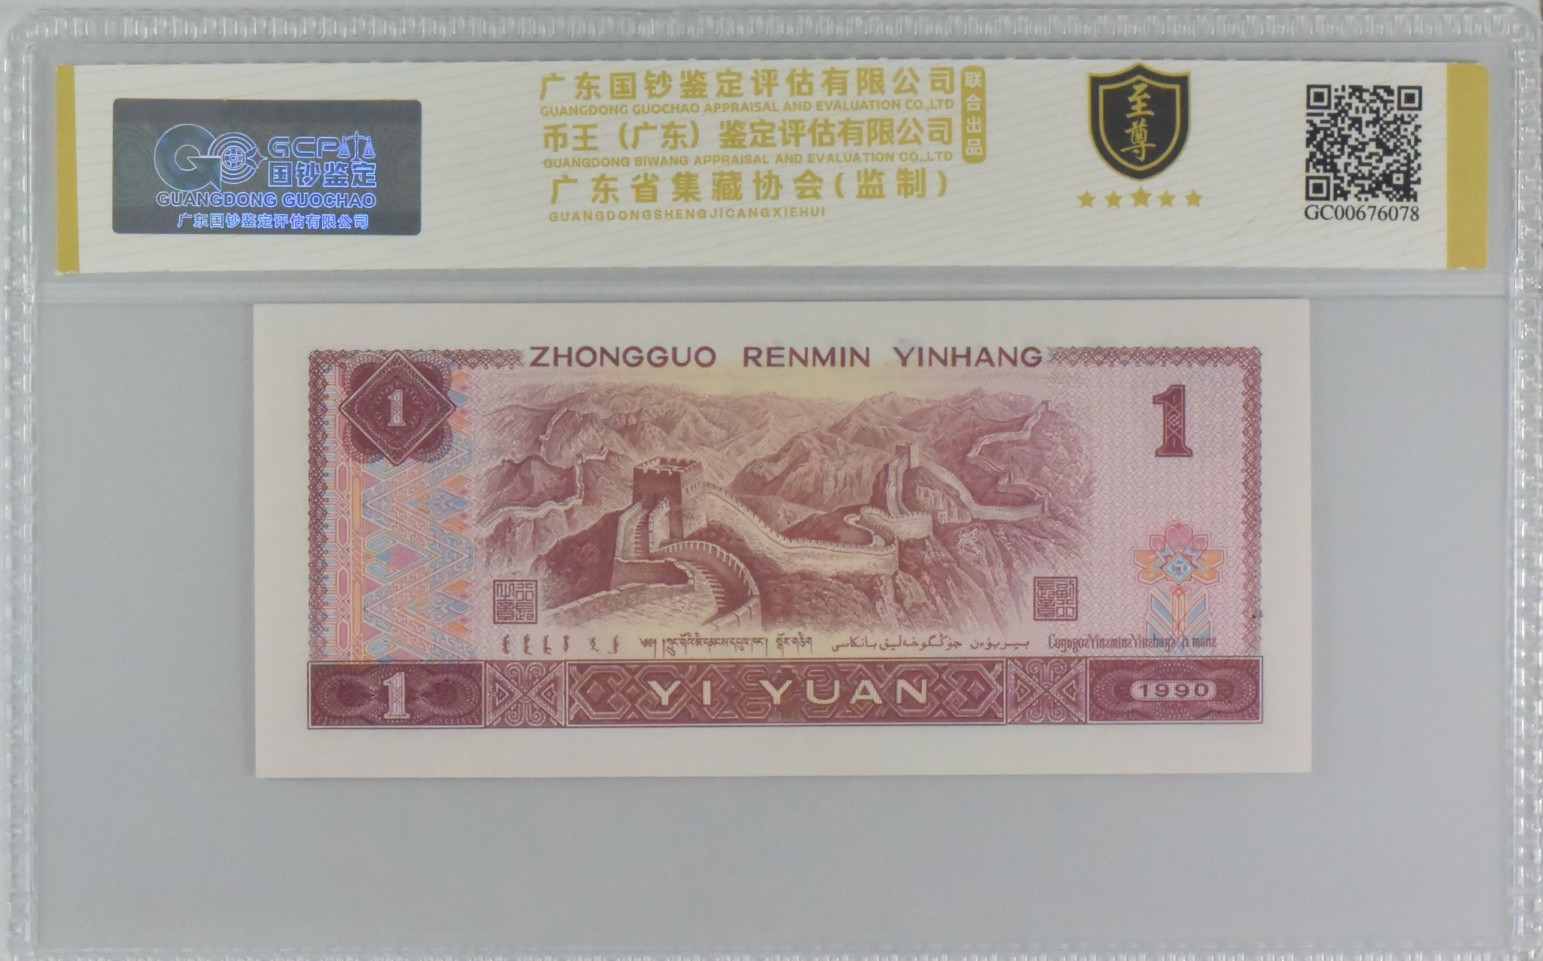 GCP
国钞鉴定
GUANGDONG GUOCHAO
广东国钞鉴定评估有限公司
广东国钞鉴定评估有限公司
GUANGDONG GUOCHAO APPRAISAL AND EVALUATION CO.,LTD
币王（广东）鉴定评估有限公司
GUANGDONG BIWANG APPRAISAL AND EVALUATION CO.,LTD
广东省集藏协会(监制)
GUANGDONGSHENGJICANGXIEHUI
联合出品
至尊
GC00676078
ZHONGGUO RENMIN YINHANG
1
1
1
YI YUAN
1990